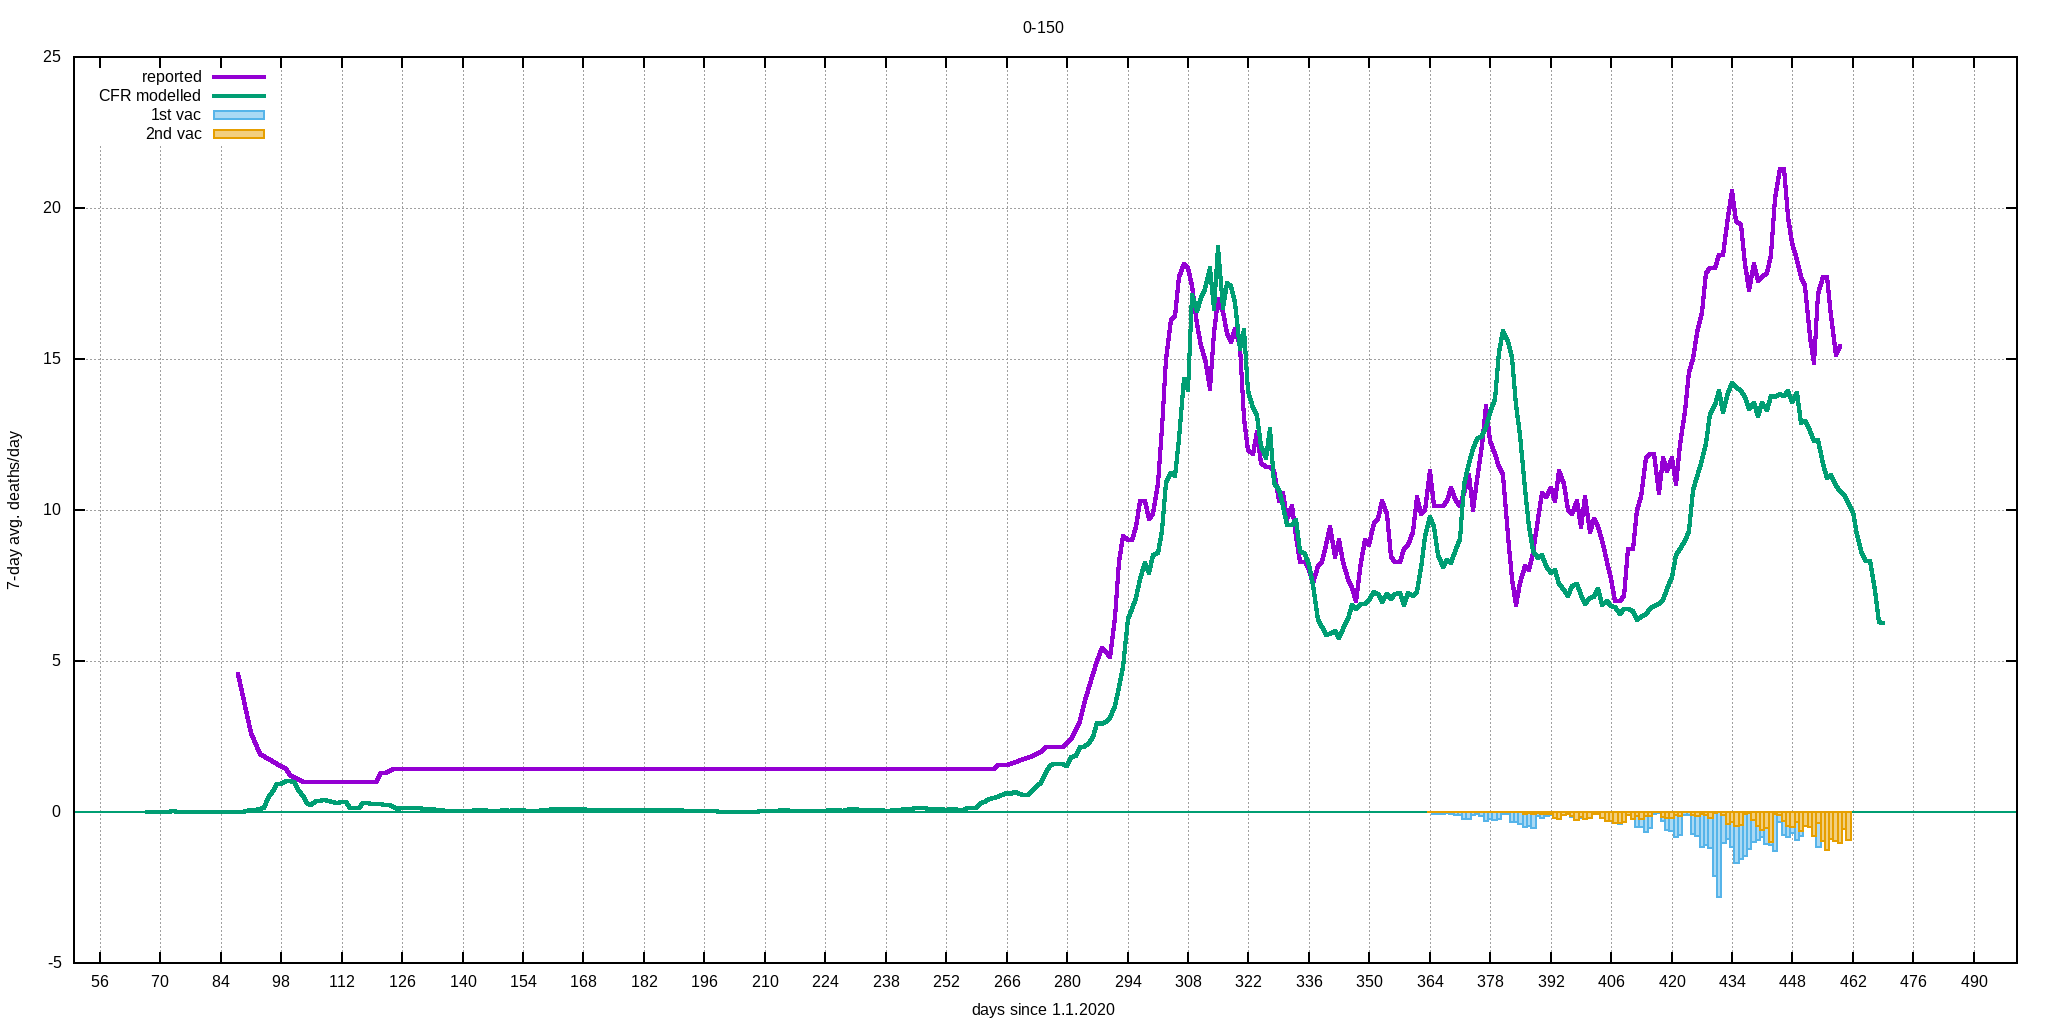 0-150
25
20
15
10
5
0
-5
7-day avg. deaths/day
reported
CFR modelled
1st vac
2nd vac
56 70 84 98 112 126 140 154 168 182 196 210 224 238 252 266 280 294 308 322 336 350 364 378 392 406 420 434 448 462 476 490
days since 1.1.2020